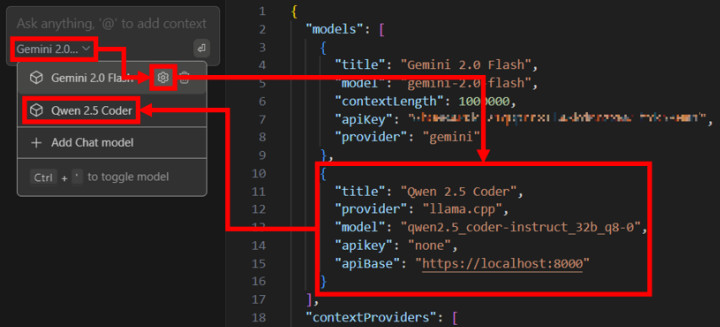 Ask anything, '@' to add context
Gemini 2.0...
Gemini 2.0 Flash
Qwen 2.5 Coder
+ Add Chat model
Ctrl + ' to toggle model
1 {
2 "models": [
3 {
4 "title": "Gemini 2.0 Flash",
5 "model": "gemini-2.0 flash",
6 "contextLength": 1000000,
7 "apiKey": "
8 "provider": "gemini"
9 },
10 {
11 "title": "Qwen 2.5 Coder",
12 "provider": "llama.cpp",
13 "model": "qwen2.5_coder-instruct_32b_q8-0",
14 "apikey": "none",
15 "apiBase": "https://localhost:8000"
16 }
17 ],
18 "contextProviders": [